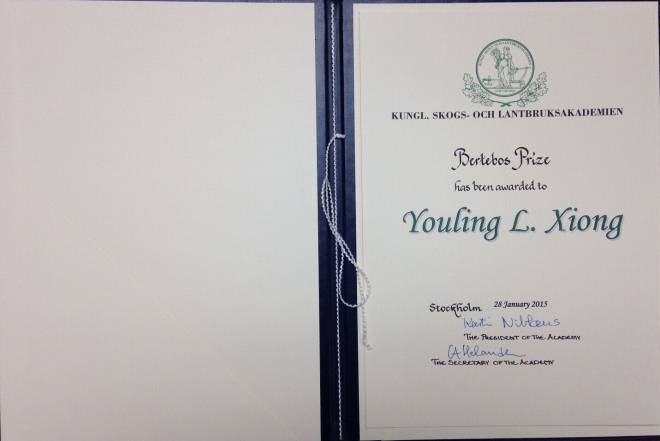 KUNGL. SKOGS- OCH LANTBRUKSAKADEMIEN
Bertebos Prize
has been awarded to
Youling L. Xiong
Stockholm 28 January 2015
The President of the Academy
The Secretary of the Academy